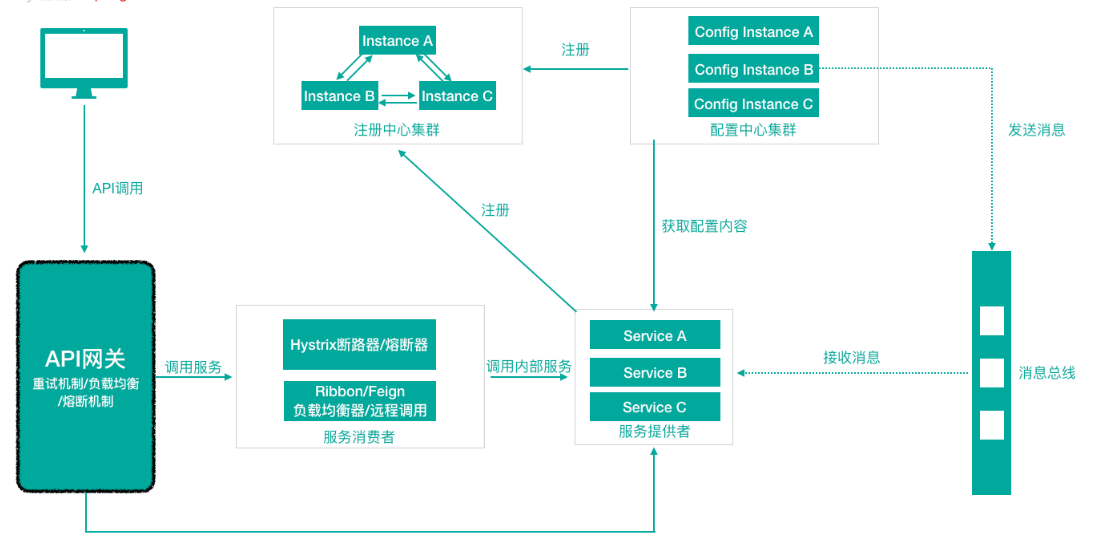 Instance A
Instance B
Instance C
注册中心集群
注册
Config Instance A
Config Instance B
Config Instance C
配置中心集群
发送消息
API调用
注册
获取配置内容
API网关
重试机制/负载均衡
/熔断机制
调用服务
Hystrix断路器/熔断器
Ribbon/Feign
负载均衡器/远程调用
服务消费者
调用内部服务
Service A
Service B
Service C
服务提供者
接收消息
消息总线